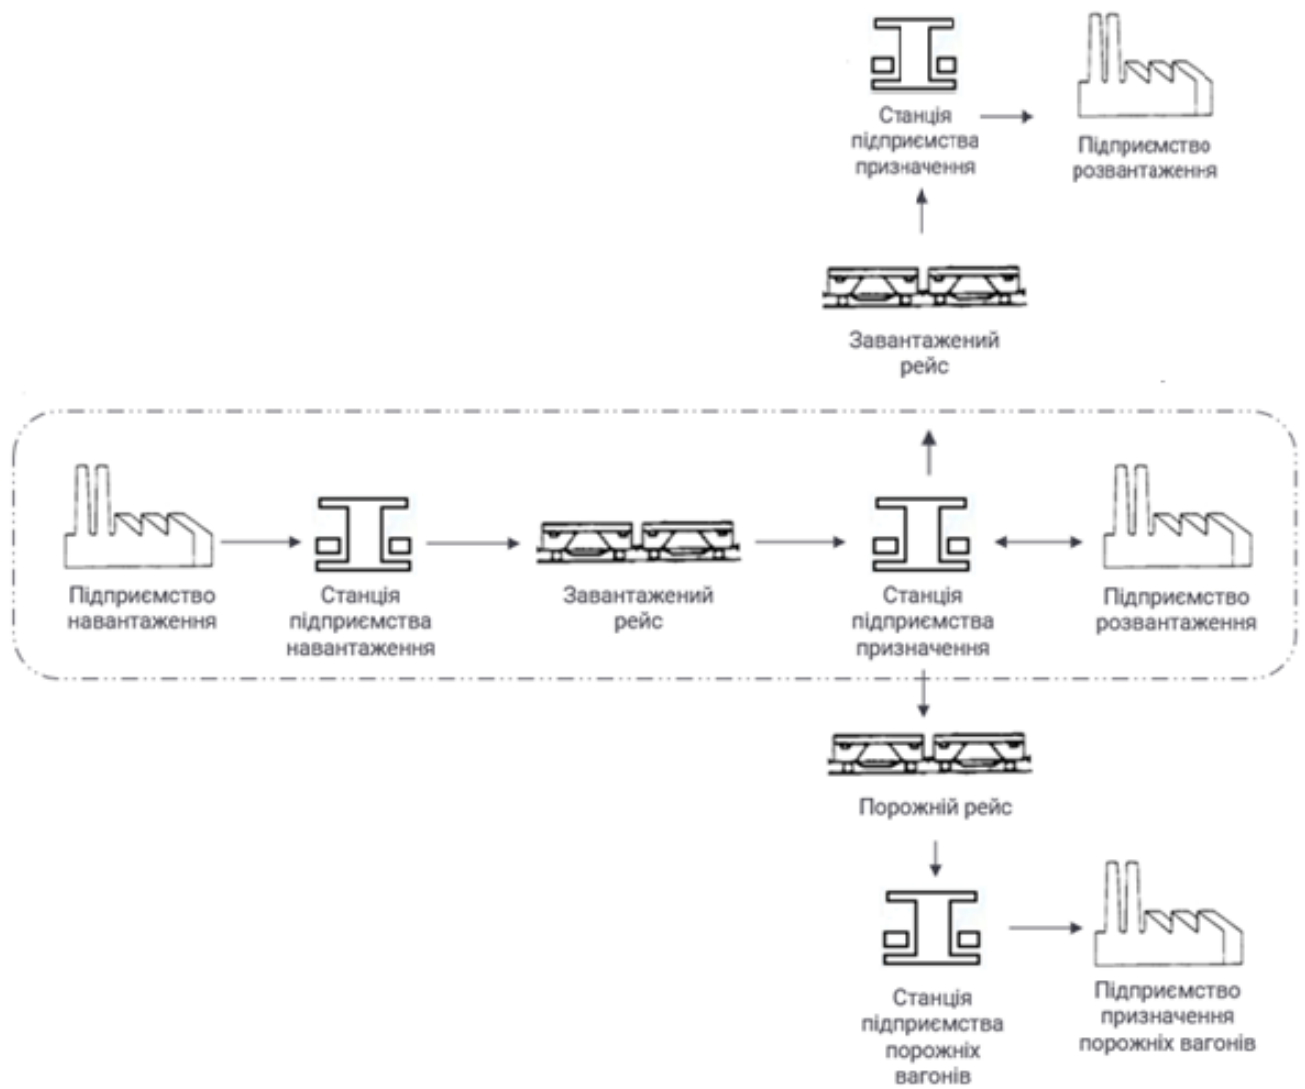 Станція
підприємства
призначення
Підприємство
розвантаження
Завантажений
рейс
Підприємство
навантаження
Станція
підприємства
навантаження
Завантажений
рейс
Станція
підприємства
призначення
Підприємство
розвантаження
Порожній рейс
Станція
підприємства
порожніх
вагонів
Підприємство
призначення
порожніх вагонів